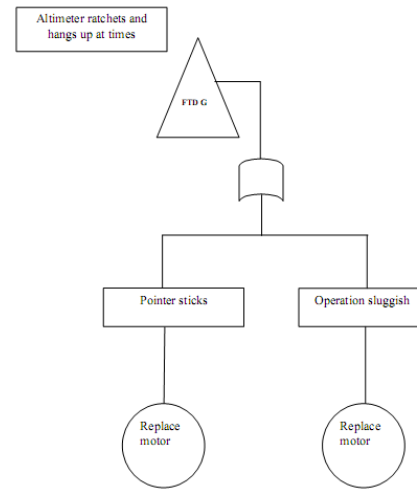 Altimeter ratchets and
hangs up at times
FTD G
Pointer sticks
Operation sluggish
Replace
motor
Replace
motor